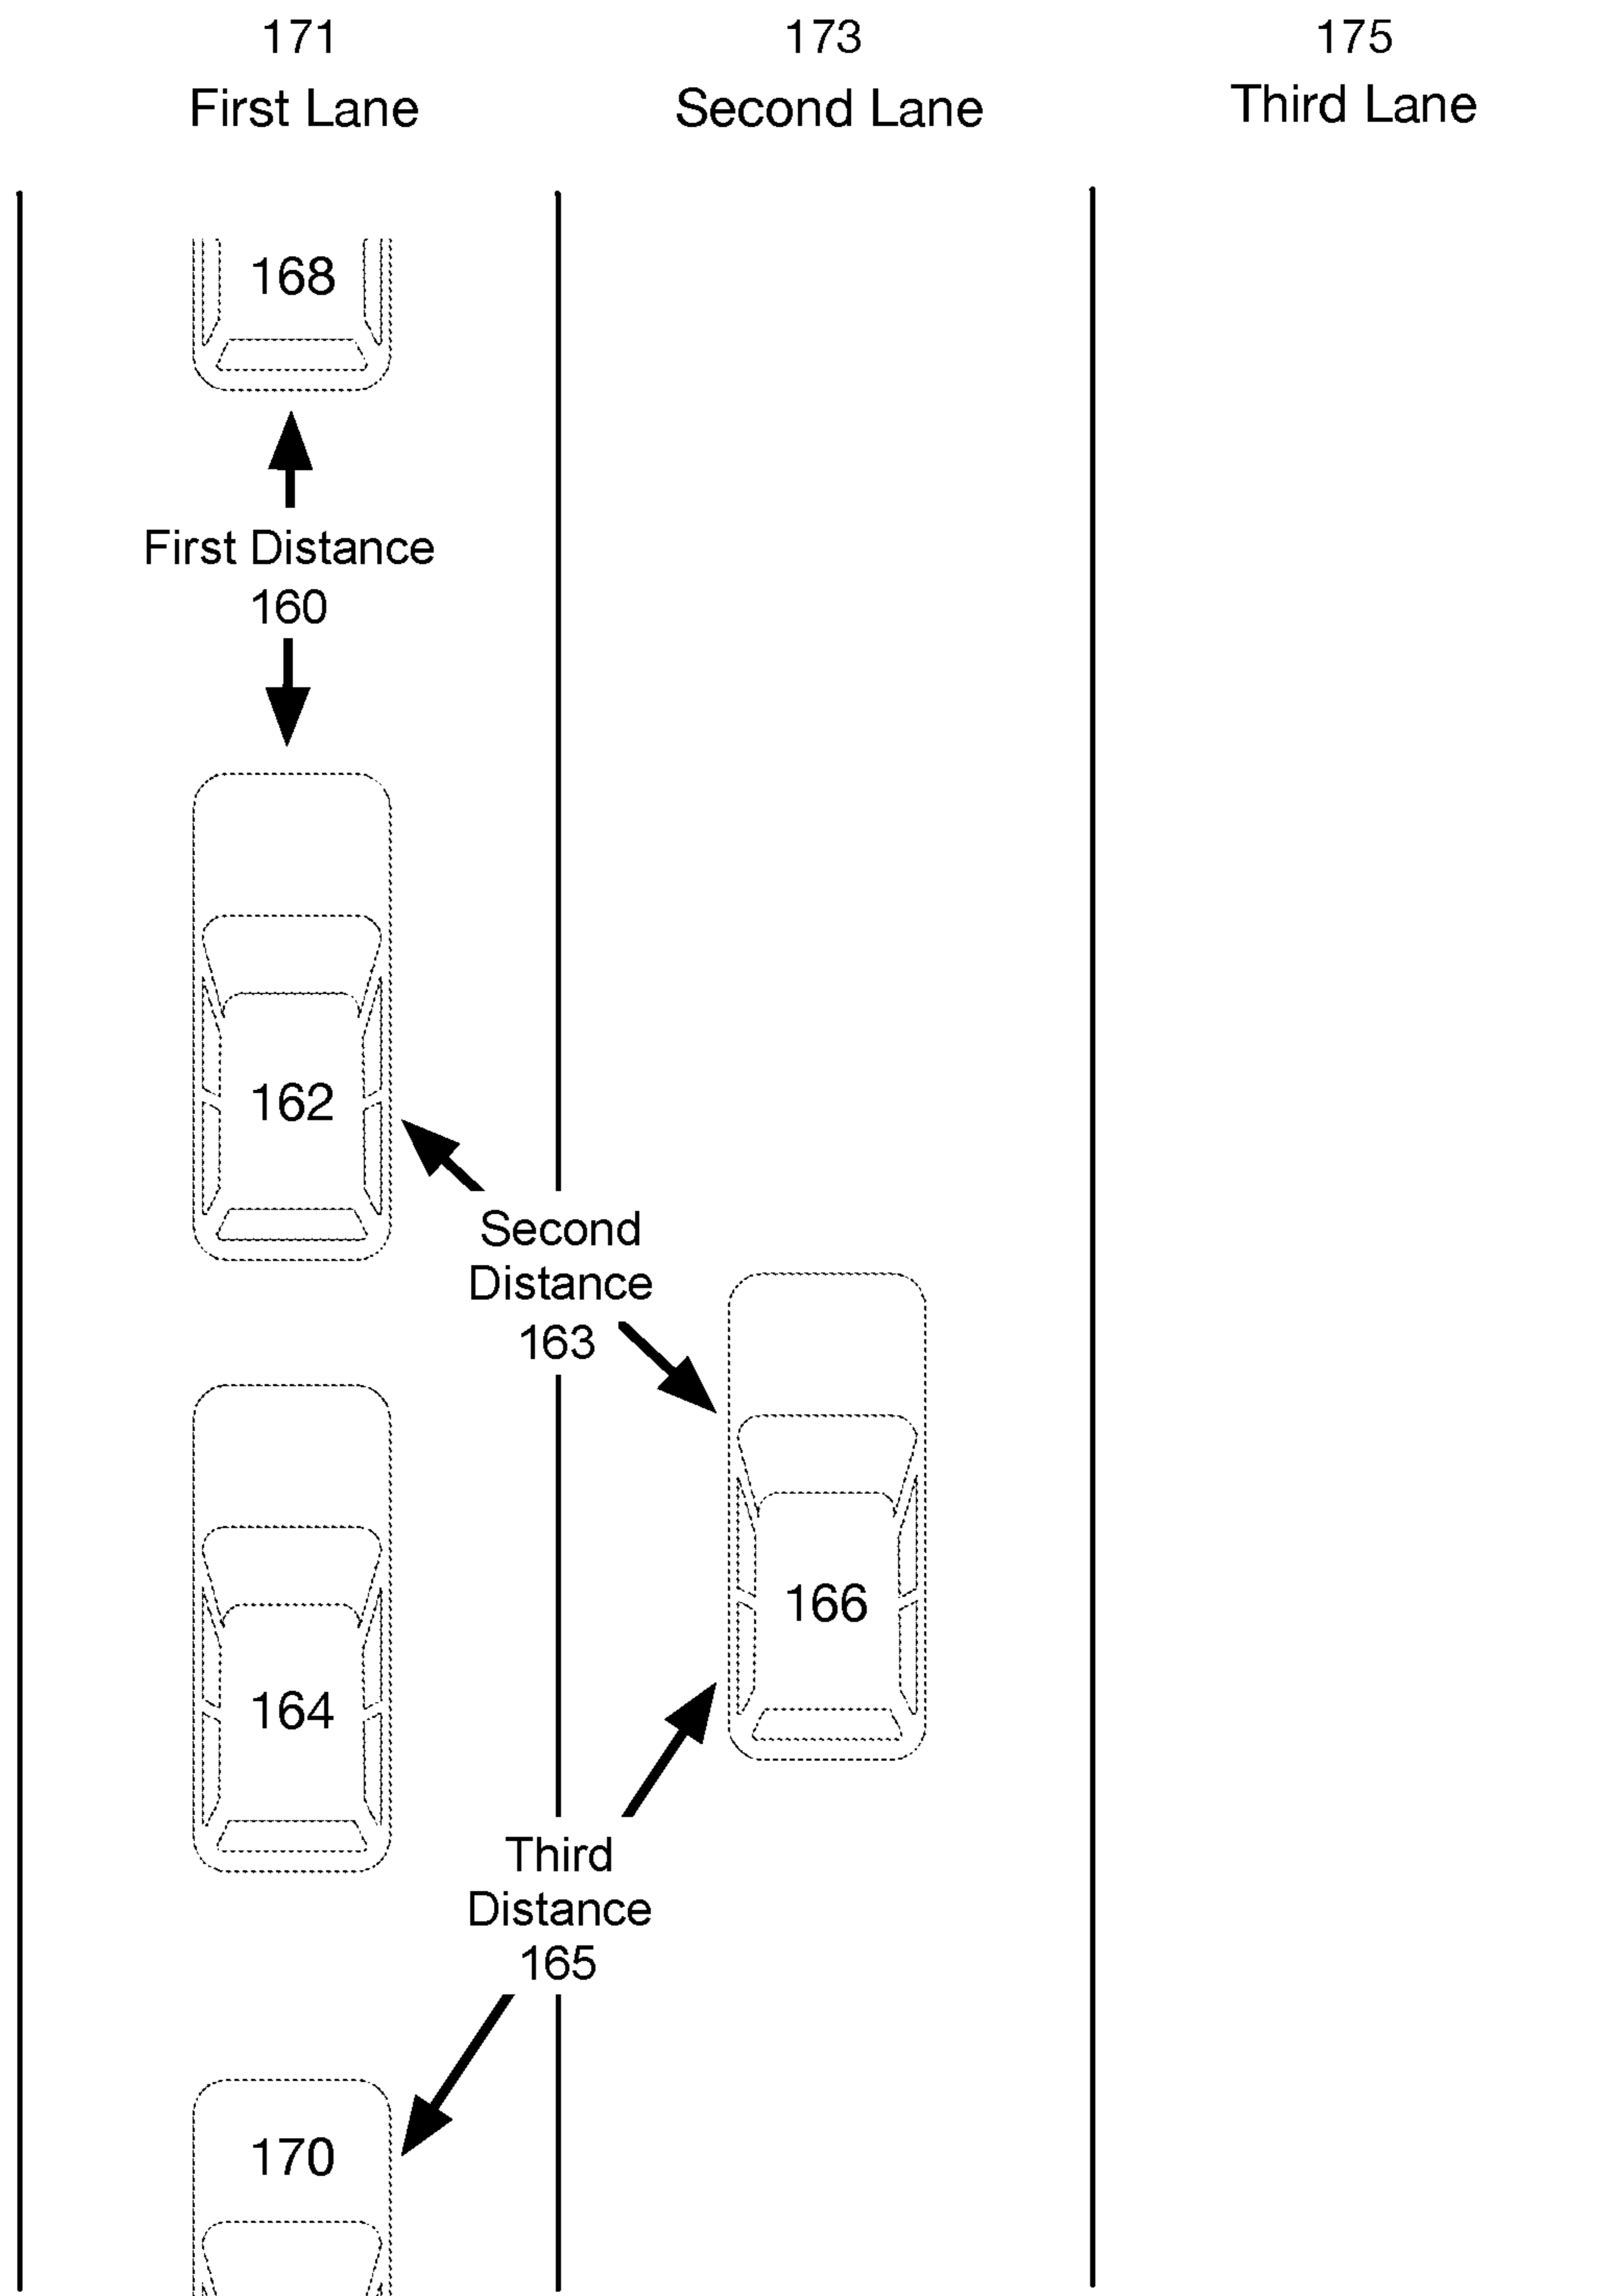 171
First Lane
173
Second Lane
175
Third Lane
168
First Distance
160
162
Second
Distance
163
166
164
Third
Distance
165
170